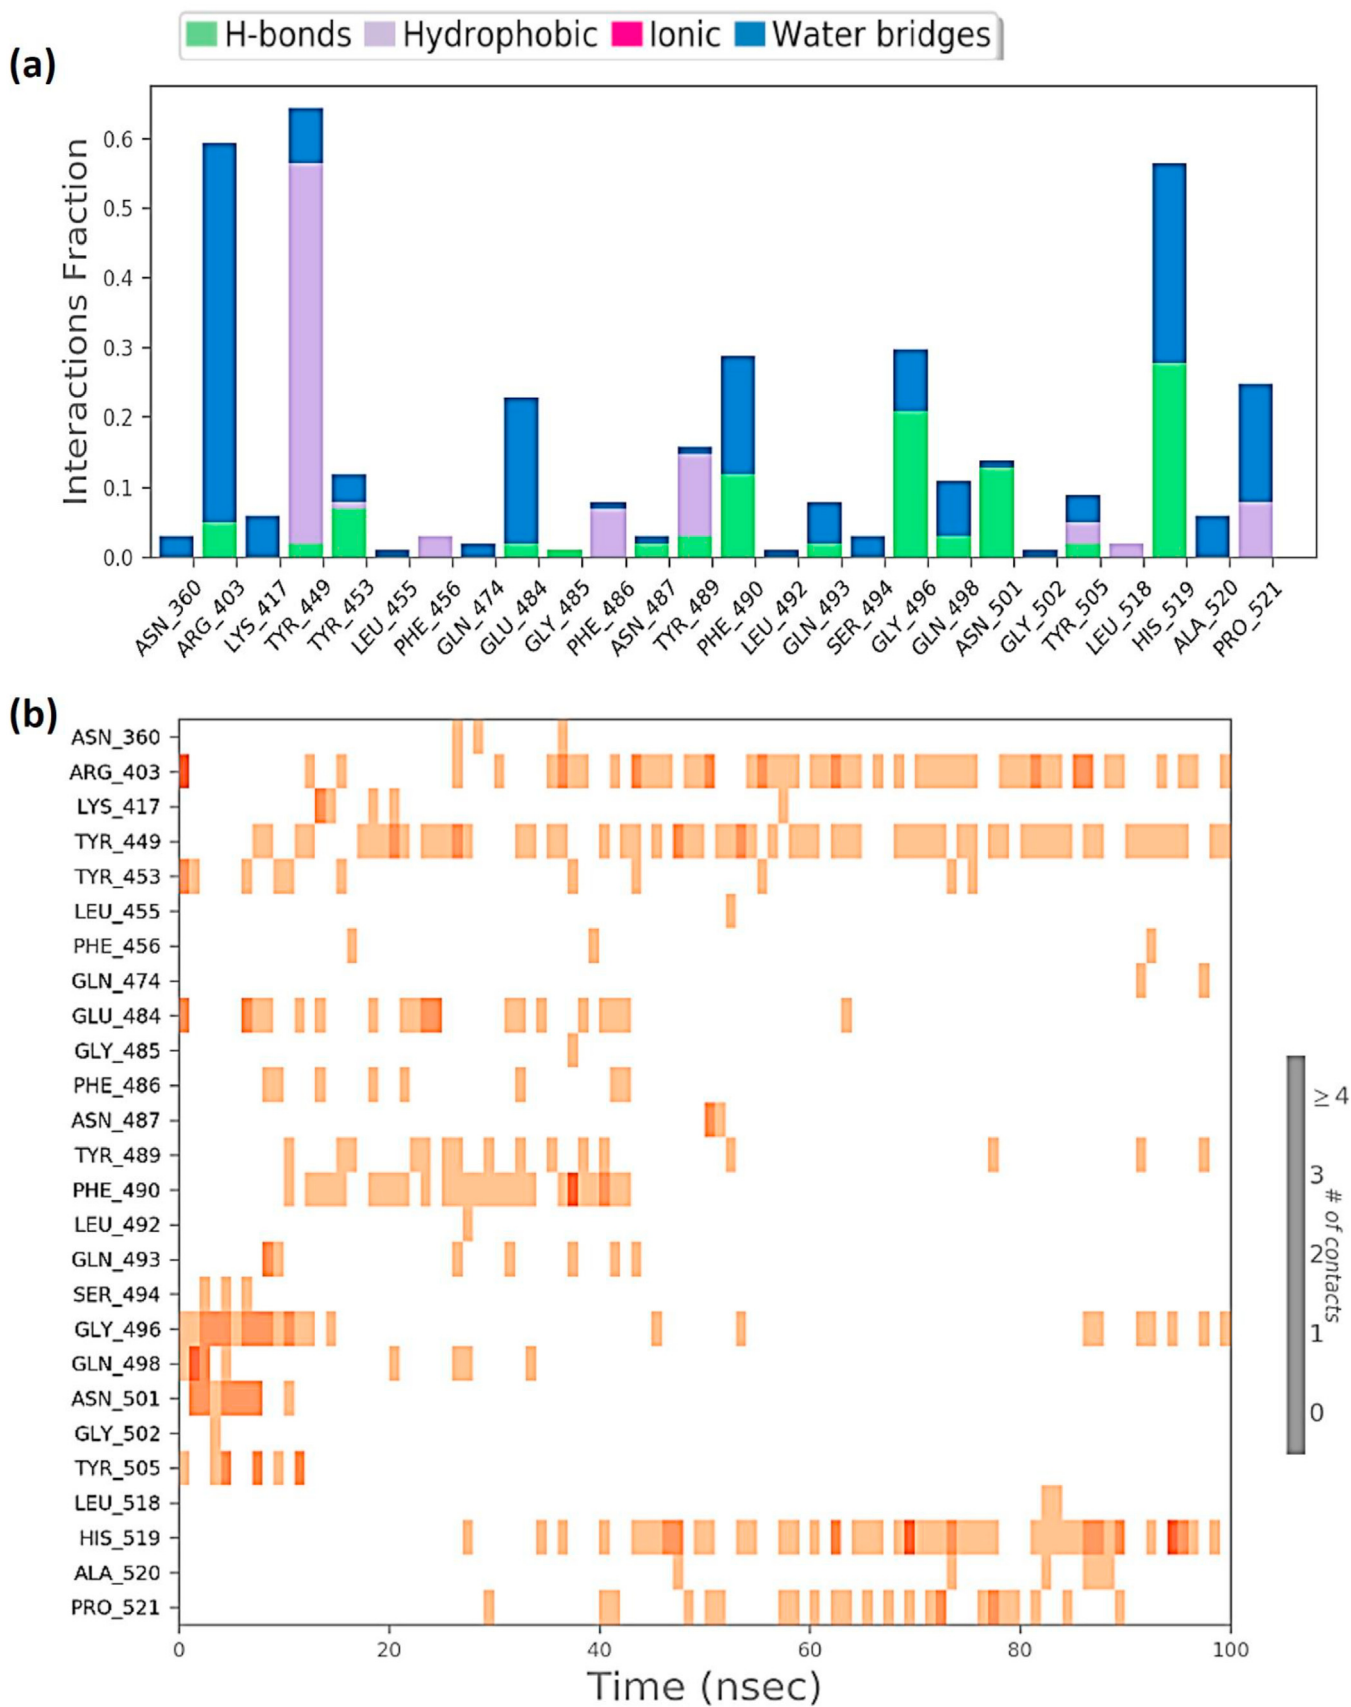 H-bonds Hydrophobic Ionic Water bridges
(a)
Interactions Fraction
0.6
0.5
0.4
0.3
0.2
0.1
0.0
ASN_360 ARG_403 LYS_417 TYR_449 TYR_453 LEU_455 PHE_456 GLN_474 GLU_484 GLY_485 PHE_486 ASN_487 TYR_489 PHE_490 LEU_492 GLN_493 SER_494 GLY_496 GLN_498 ASN_501 GLY_502 TYR_505 LEU_518 HIS_519 ALA_520 PRO_521
(b)
ASN_360
ARG_403
LYS_417
TYR_449
TYR_453
LEU_455
PHE_456
GLN_474
GLU_484
GLY_485
PHE_486
ASN_487
TYR_489
PHE_490
LEU_492
GLN_493
SER_494
GLY_496
GLN_498
ASN_501
GLY_502
TYR_505
LEU_518
HIS_519
ALA_520
PRO_521
0 20 40 60 80 100
Time (nsec)
≥ 4
3
2
1
0
# of contacts